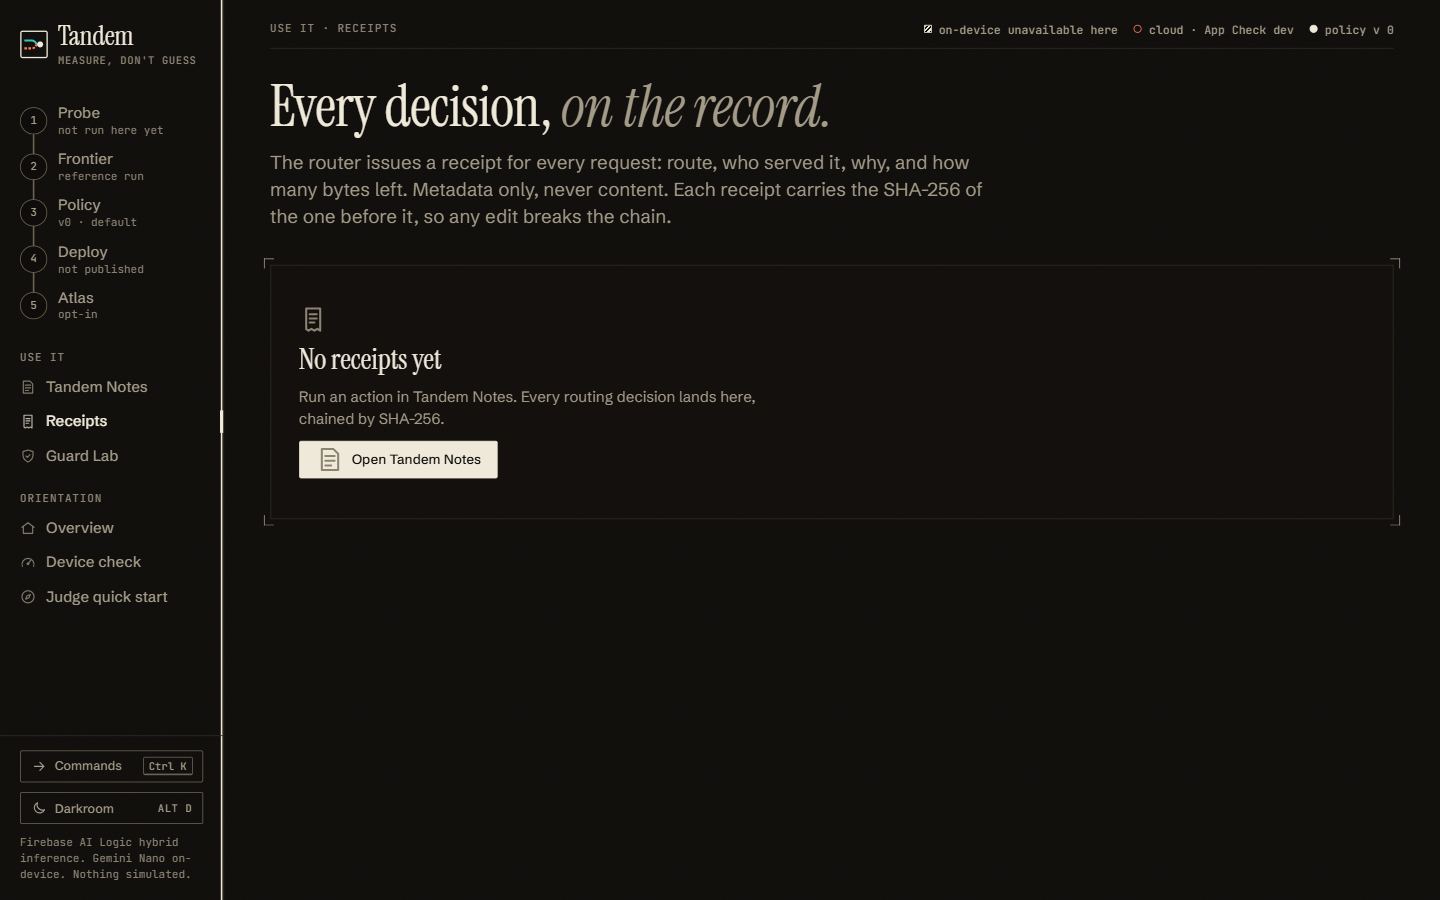 Tandem
MEASURE, DON'T GUESS
1
Probe
not run here yet
2
Frontier
reference run
3
Policy
v0 · default
4
Deploy
not published
5
Atlas
opt-in
USE IT
Tandem Notes
Receipts
Guard Lab
ORIENTATION
Overview
Device check
Judge quick start
Commands Ctrl K
Darkroom ALT D
Firebase AI Logic hybrid
inference. Gemini Nano on-
device. Nothing simulated.
USE IT · RECEIPTS
on-device unavailable here cloud · App Check dev policy v 0
Every decision, on the record.
The router issues a receipt for every request: route, who served it, why, and how
many bytes left. Metadata only, never content. Each receipt carries the SHA-256 of
the one before it, so any edit breaks the chain.
No receipts yet
Run an action in Tandem Notes. Every routing decision lands here,
chained by SHA-256.
Open Tandem Notes